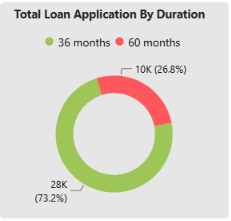 Total Loan Application By Duration
36 months 60 months
10K (26.8%)
28K
(73.2%)